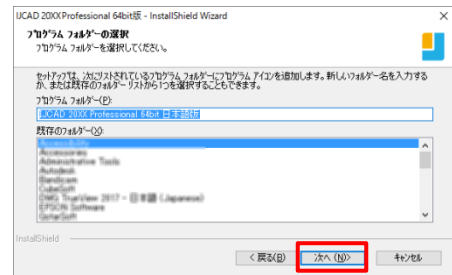 IJCAD 20XX Professional 64bit版 - InstallShield Wizard
プログラム フォルダーの選択
プログラム フォルダーを選択してください。
セットアップは、次にリストされているプログラム フォルダーにプログラム アイコンを追加します。新しいフォルダー名を入力する
か、または既存のフォルダー リストから1つを選択することもできます。
プログラム フォルダー(P):
IJCAD 20XX Professional 64bit 日本語版
既存のフォルダー(X):
Accessibility
Accessories
Administrative Tools
Autodesk
Bandicam
CubeSoft
DWG TrueView 2017 - 日本語 (Japanese)
EPSON Software
GstarSoft
InstallShield
< 戻る(B)
次へ (N)>
キャンセル